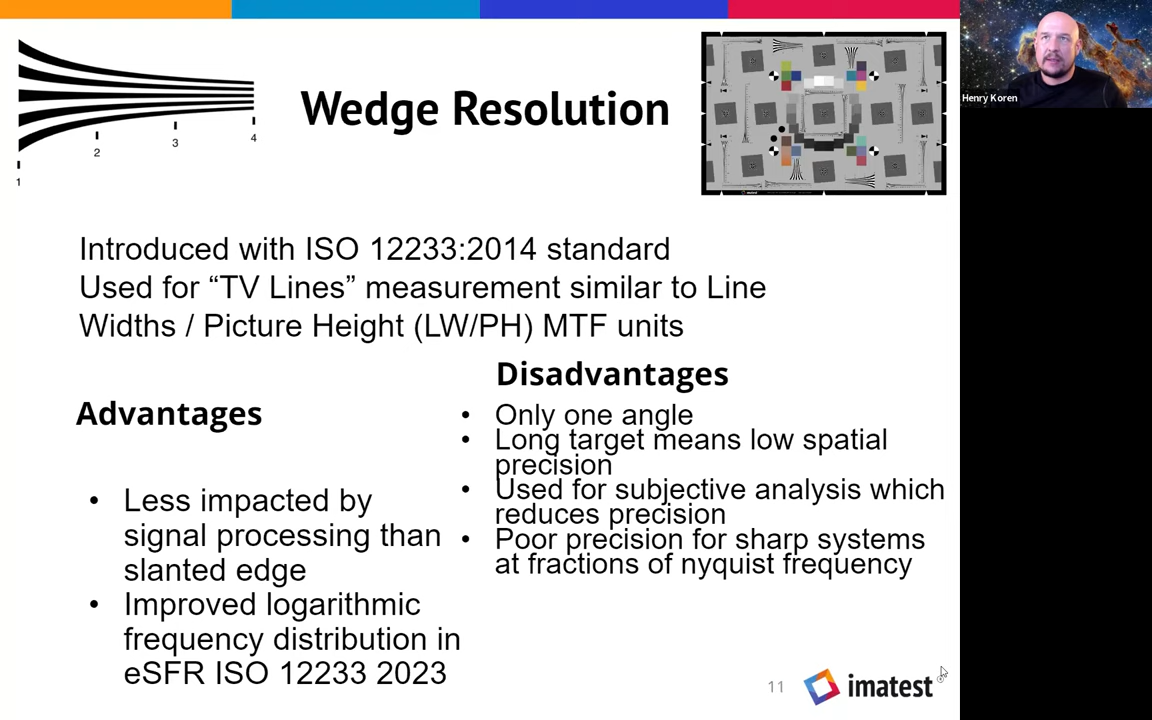 Wedge Resolution
1
2
3
4
Henry Koren
Introduced with ISO 12233:2014 standard
Used for “TV Lines” measurement similar to Line
Widths / Picture Height (LW/PH) MTF units
Advantages
• Less impacted by
signal processing than
slanted edge
• Improved logarithmic
frequency distribution in
eSFR ISO 12233 2023
Disadvantages
• Only one angle
• Long target means low spatial
precision
• Used for subjective analysis which
reduces precision
• Poor precision for sharp systems
at fractions of nyquist frequency
11
imatest